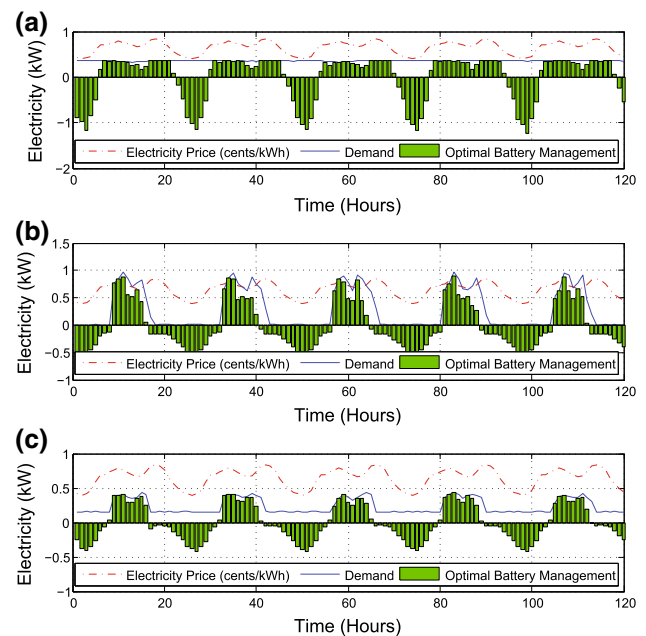 (a)
Electricity (kW)
1
0
−1
−2
Electricity Price (cents/kWh) Demand Optimal Battery Management
0 20 40 60 80 100 120
Time (Hours)
(b)
Electricity (kW)
1.5
1
0.5
0
−0.5
−1
Electricity Price (cents/kWh) Demand Optimal Battery Management
0 20 40 60 80 100 120
Time (Hours)
(c)
Electricity (kW)
1
0.5
0
−0.5
−1
Electricity Price (cents/kWh) Demand Optimal Battery Management
0 20 40 60 80 100 120
Time (Hours)